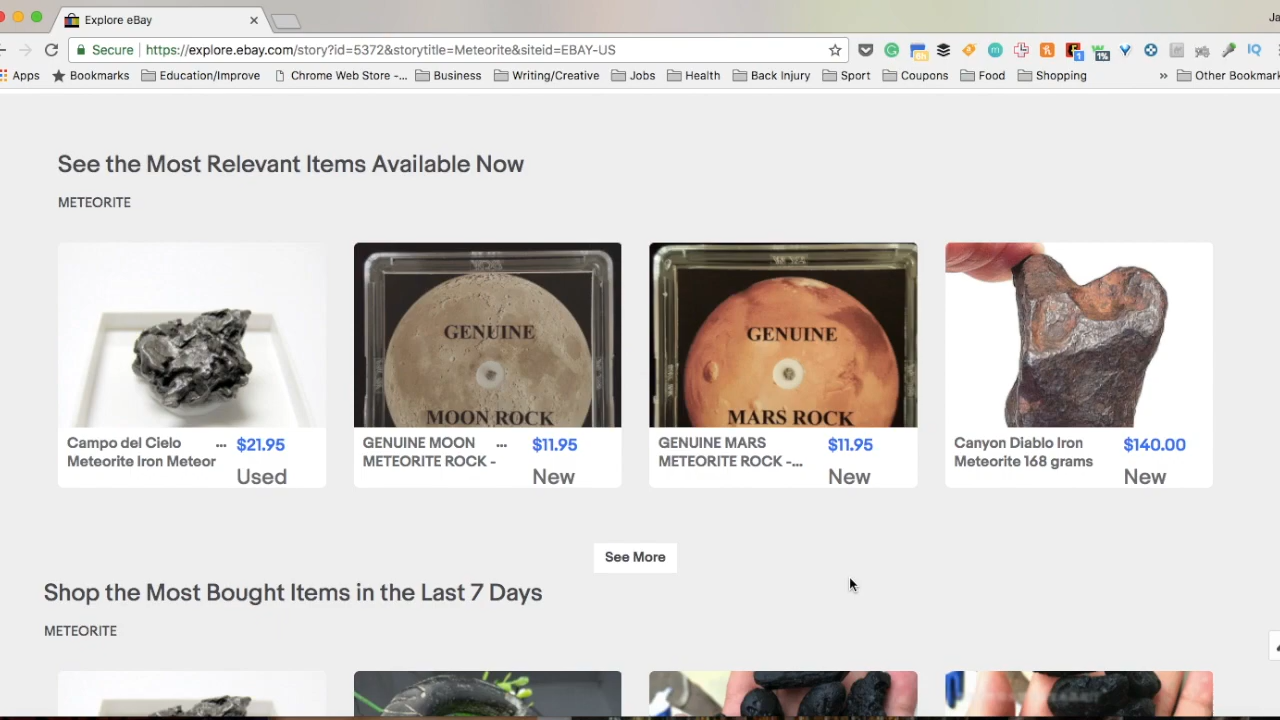 Explore eBay
Ja
Secure https://explore.ebay.com/story?id=5372&storytitle=Meteorite&siteid=EBAY-US
1
1%
IQ
Apps Bookmarks Education/Improve Chrome Web Store -... Business Writing/Creative Jobs Health Back Injury Sport Coupons Food Shopping » Other Bookmark
See the Most Relevant Items Available Now
METEORITE
GENUINE
MOON ROCK
GENUINE
MARS ROCK
Campo del Cielo ... $21.95
Meteorite Iron Meteor
Used
GENUINE MOON ... $11.95
METEORITE ROCK -
New
GENUINE MARS $11.95
METEORITE ROCK -...
New
Canyon Diablo Iron $140.00
Meteorite 168 grams
New
See More
Shop the Most Bought Items in the Last 7 Days
METEORITE